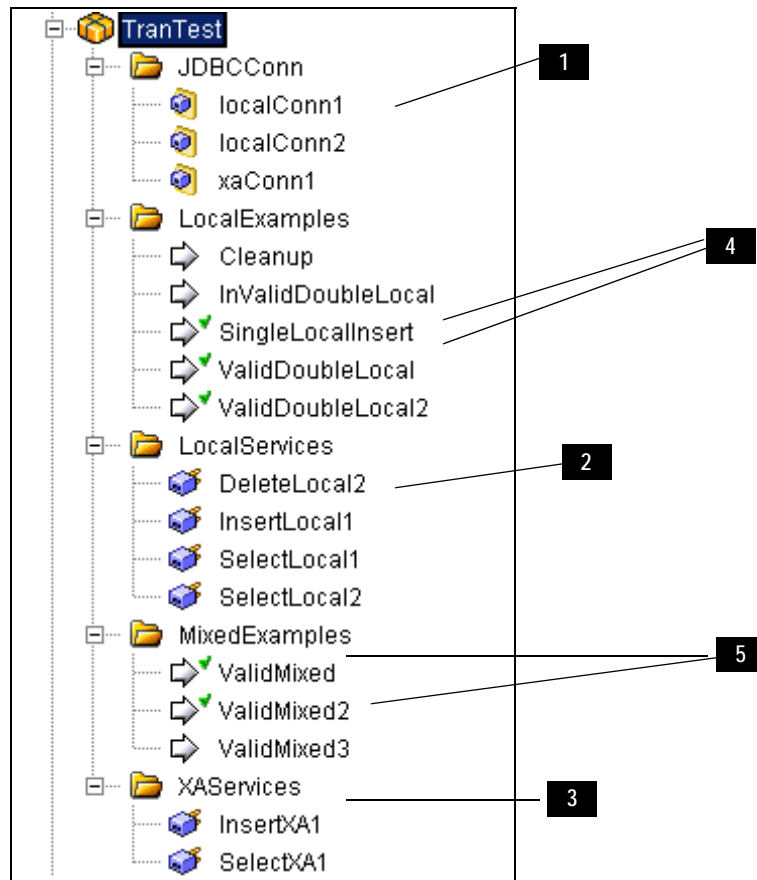 TranTest
JDBCConn
1
localConn1
localConn2
xaConn1
LocalExamples
Cleanup
4
InValidDoubleLocal
SingleLocalInsert
ValidDoubleLocal
ValidDoubleLocal2
LocalServices
2
DeleteLocal2
InsertLocal1
SelectLocal1
SelectLocal2
MixedExamples
5
ValidMixed
ValidMixed2
ValidMixed3
XAServices
3
InsertXA1
SelectXA1